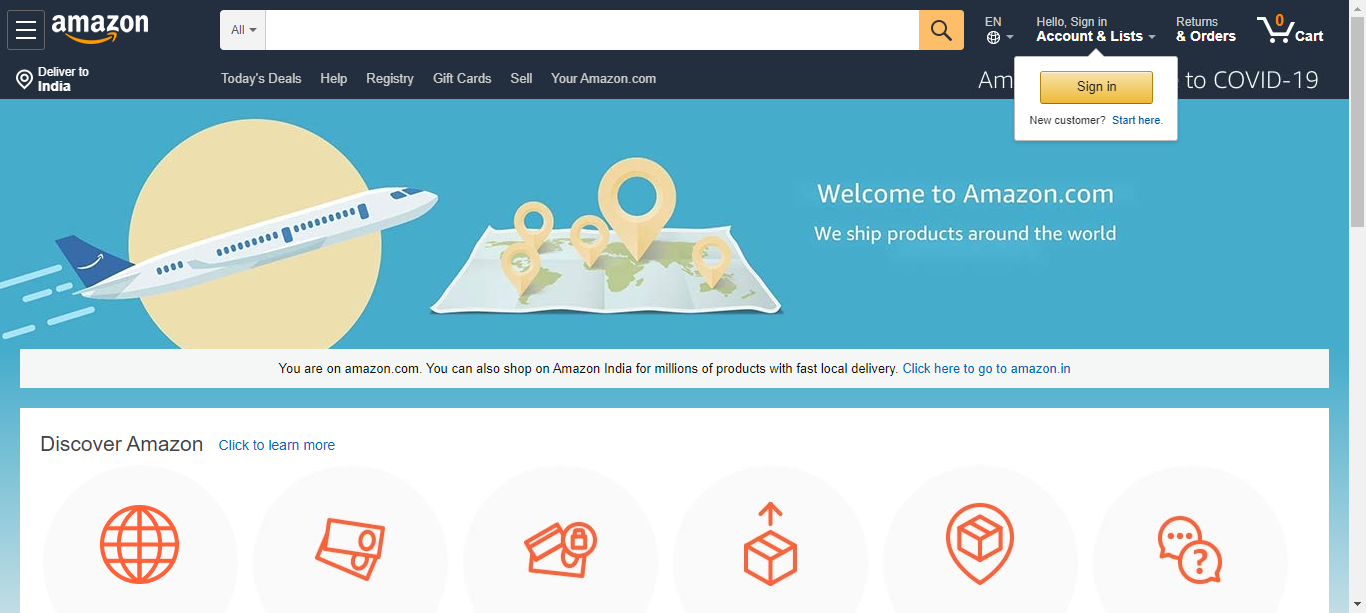 amazon
All
EN
Hello, Sign in
Account & Lists
Returns
& Orders
0
Cart
Deliver to
India
Today's Deals
Help
Registry
Gift Cards
Sell
Your Amazon.com
Am
to COVID-19
Sign in
New customer? Start here.
Welcome to Amazon.com
We ship products around the world
You are on amazon.com. You can also shop on Amazon India for millions of products with fast local delivery. Click here to go to amazon.in
Discover Amazon
Click to learn more
?